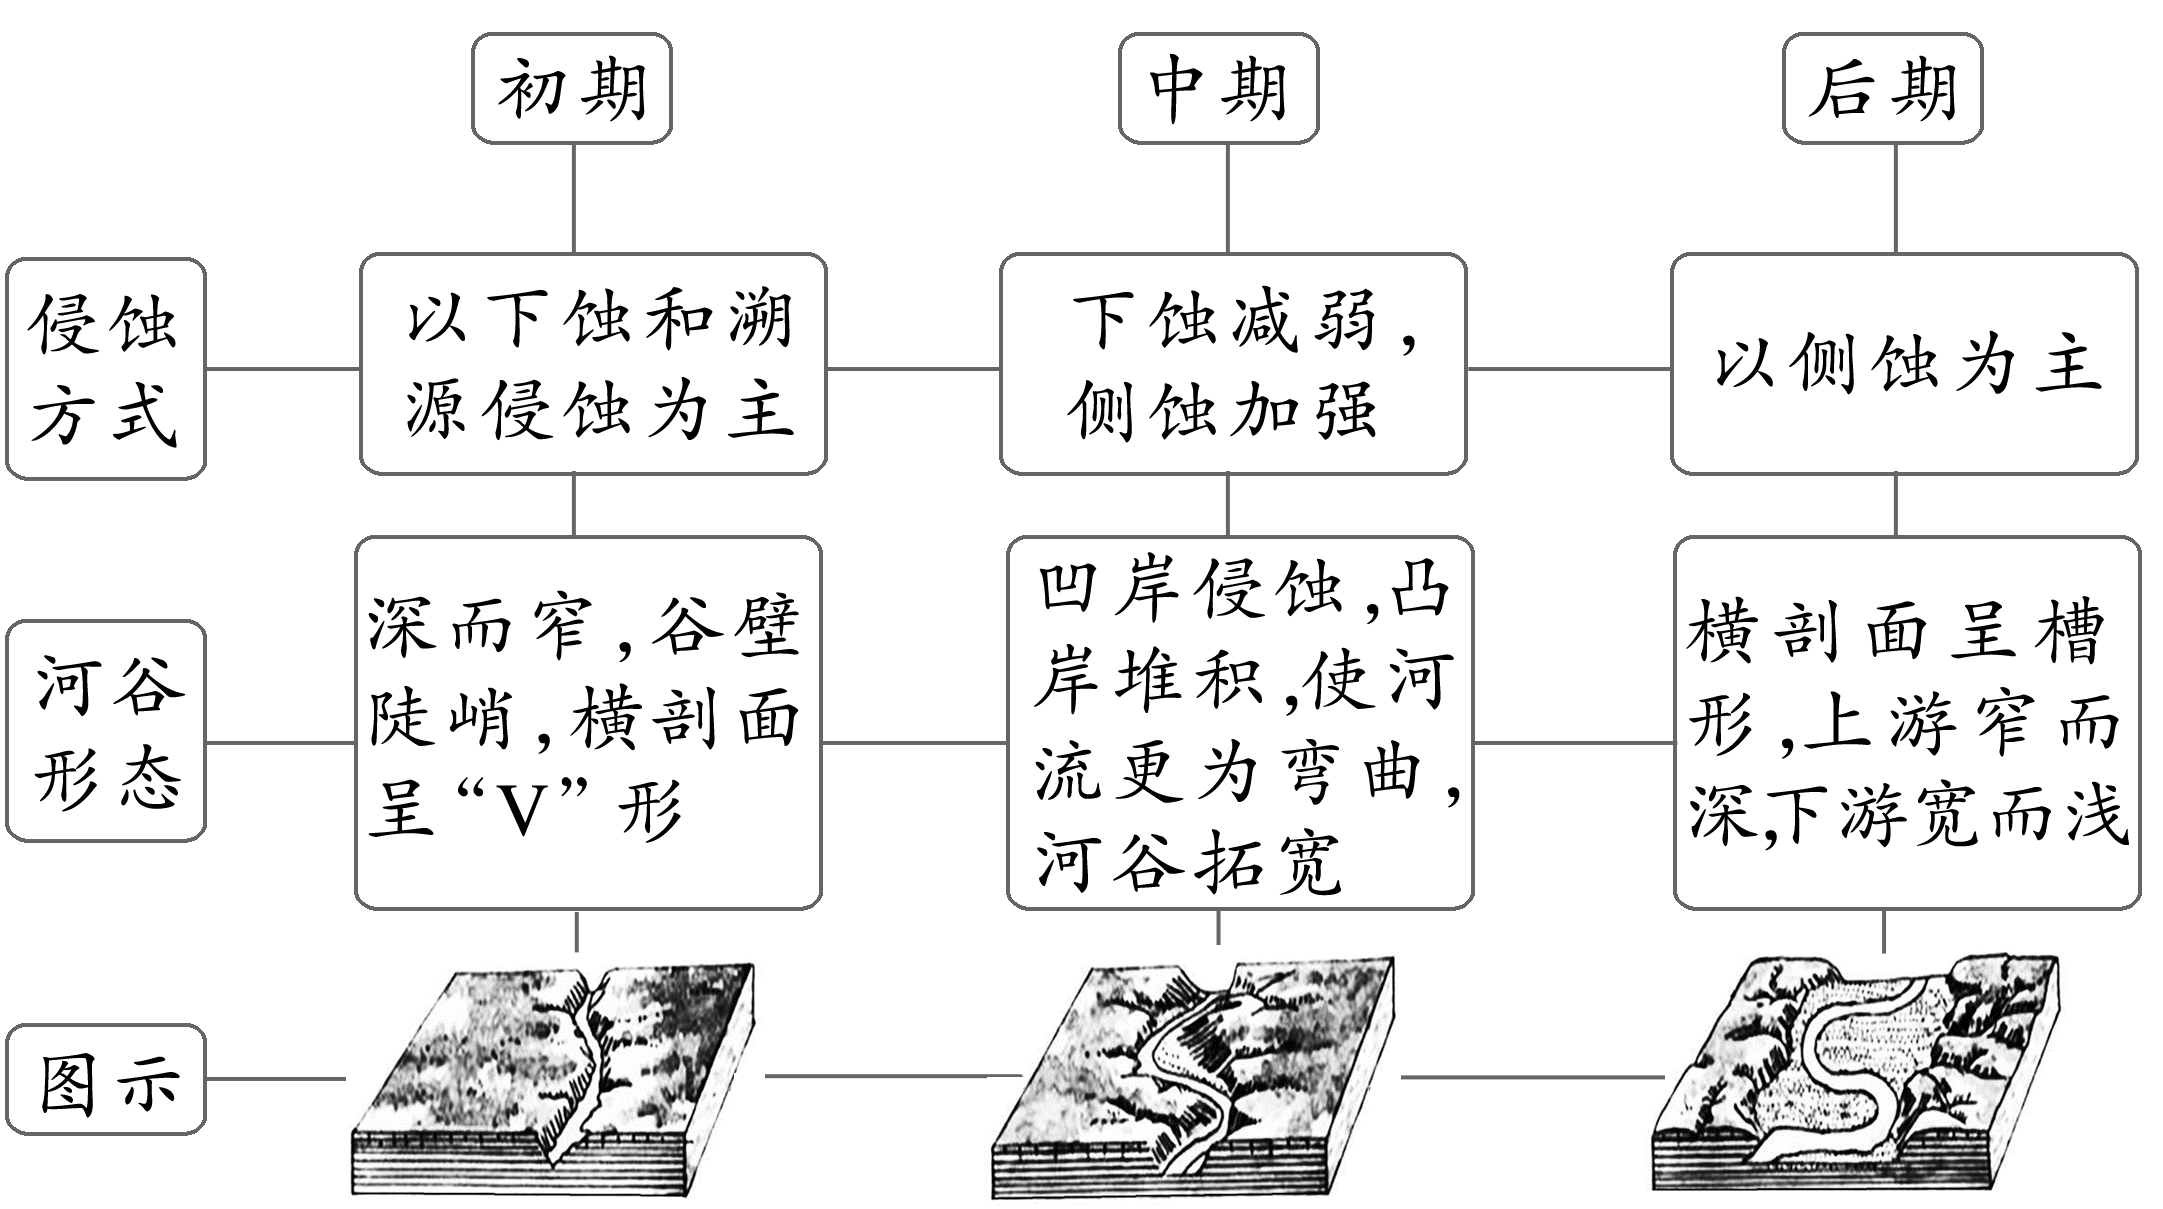 初期
中期
后期
侵蚀
方式
以下蚀和溯
源侵蚀为主
下蚀减弱，
侧蚀加强
以侧蚀为主
河谷
形态
深而窄，谷壁
陡峭，横剖面
呈“V”形
凹岸侵蚀，凸
岸堆积，使河
流更为弯曲，
河谷拓宽
横剖面呈槽
形，上游窄而
深，下游宽而浅
图示